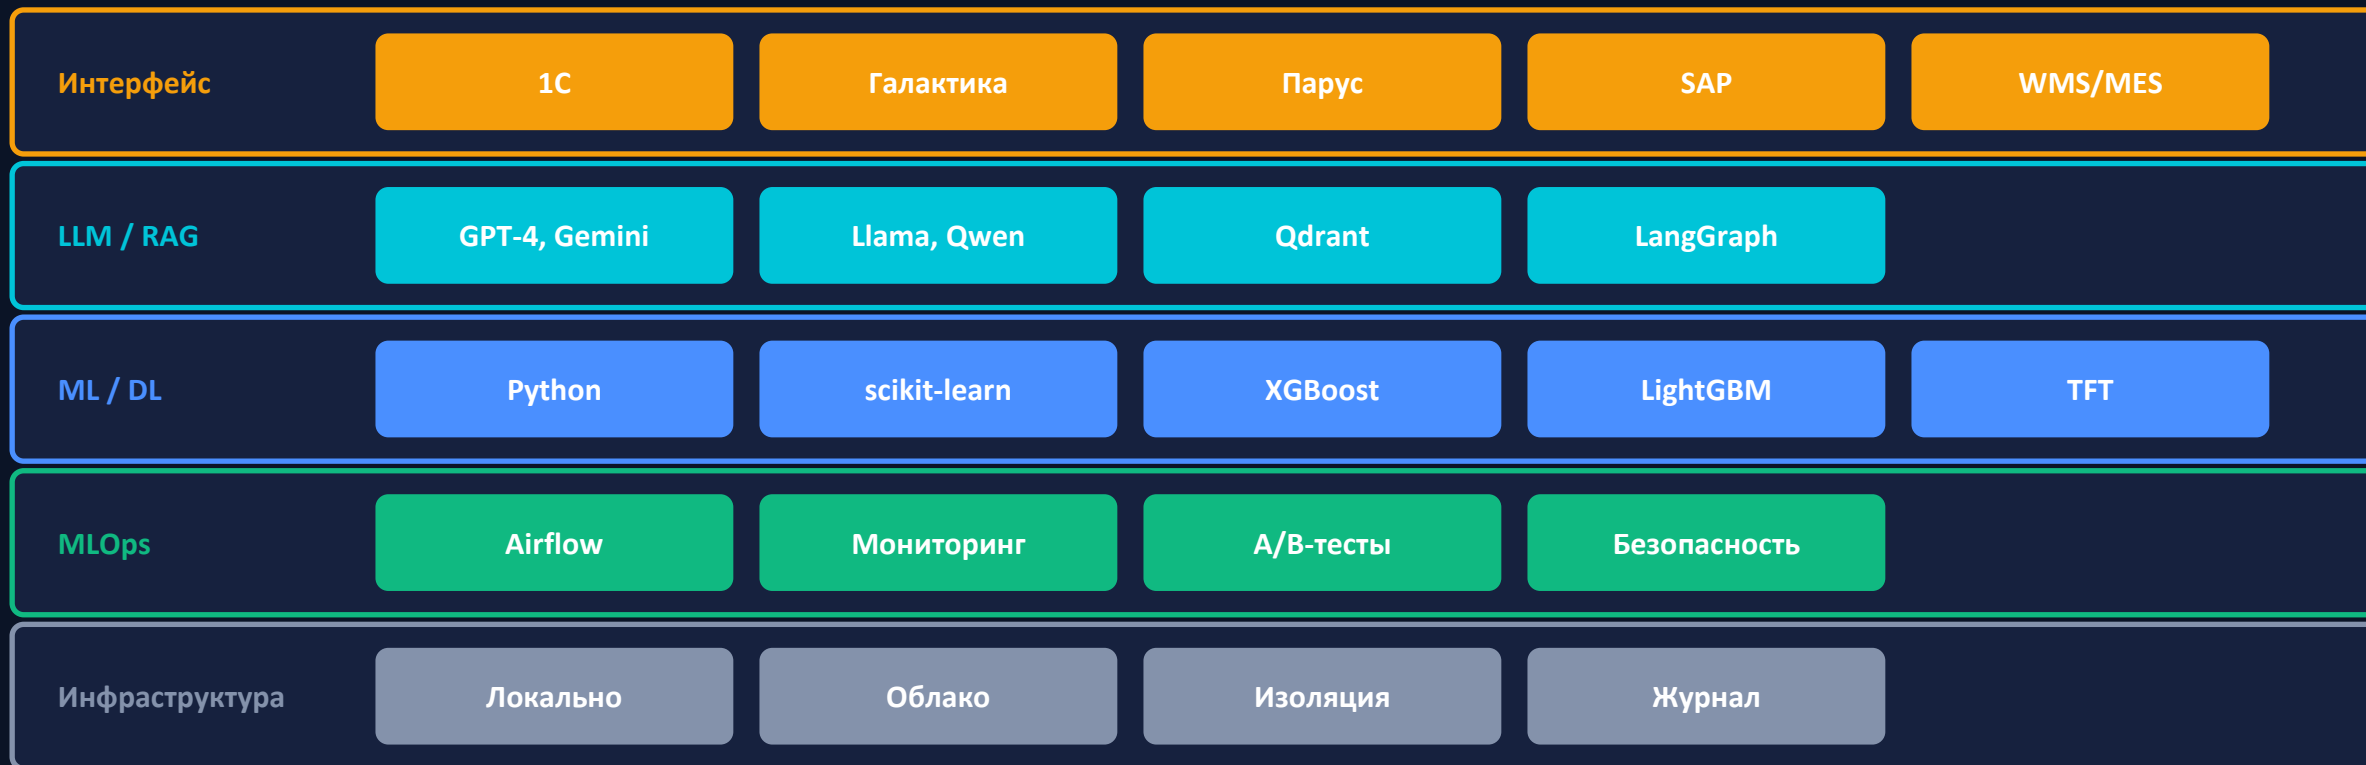 Интерфейс 1С Галактика Парус SAP WMS/MES
LLM / RAG GPT-4, Gemini Llama, Qwen Qdrant LangGraph
ML / DL Python scikit-learn XGBoost LightGBM TFT
MLOps Airflow Мониторинг A/B-тесты Безопасность
Инфраструктура Локально Облако Изоляция Журнал